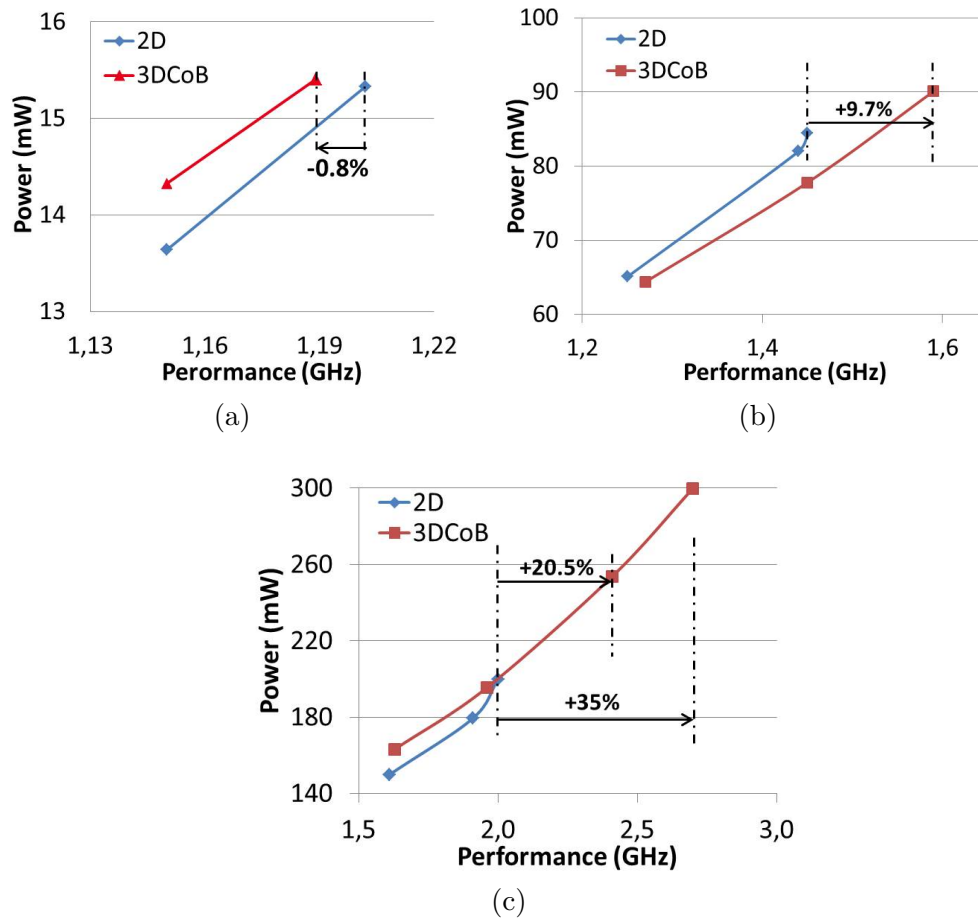 16
15
14
13
Power (mW)
2D
3DCoB
-0.8%
1,13 1,16 1,19 1,22
Perormance (GHz)
(a)
100
90
80
70
60
Power (mW)
2D
3DCoB
+9.7%
1,2 1,4 1,6
Performance (GHz)
(b)
300
260
220
180
140
Power (mW)
2D
3DCoB
+20.5%
+35%
1,5 2,0 2,5 3,0
Performance (GHz)
(c)